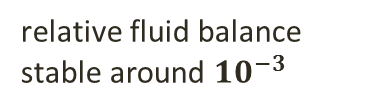 relative fluid balance
stable around 10⁻³